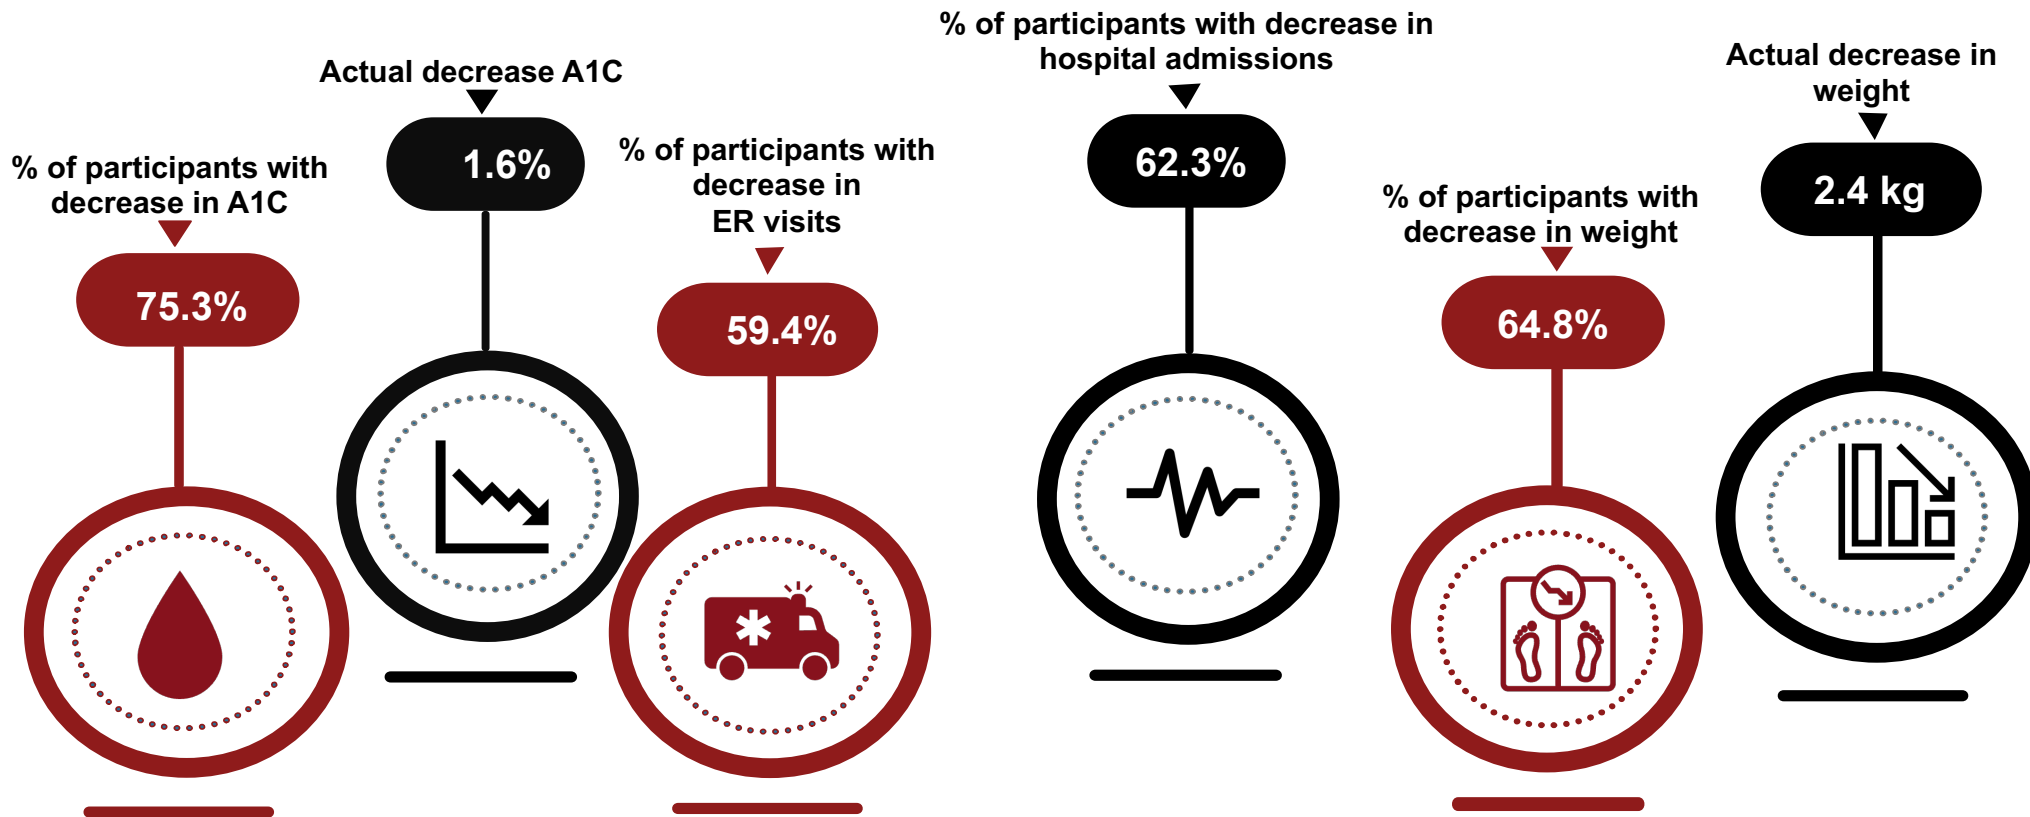 % of participants with
decrease in A1C
75.3%
Actual decrease A1C
1.6%
% of participants with
decrease in
ER visits
59.4%
% of participants with decrease in
hospital admissions
62.3%
% of participants with
decrease in weight
64.8%
Actual decrease in
weight
2.4 kg